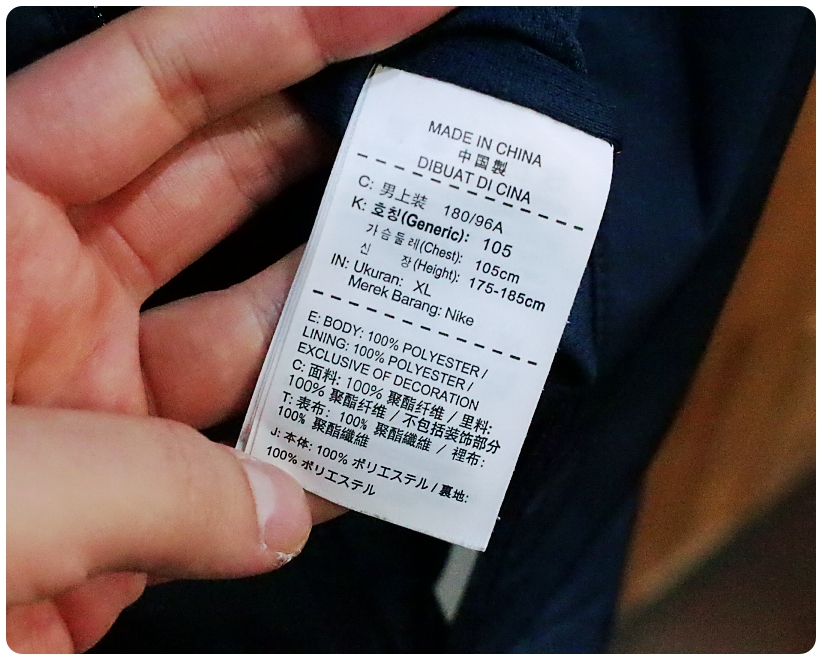 MADE IN CHINA
中国製
DIBUAT DI CINA
C: 男上装 180/96A
K: 호칭(Generic): 105
가슴둘레(Chest): 105cm
신 장(Height): 175-185cm
IN: Ukuran: XL
Merek Barang: Nike
E: BODY: 100% POLYESTER /
LINING: 100% POLYESTER /
EXCLUSIVE OF DECORATION
C: 面料: 100% 聚酯纤维 / 里料:
100% 聚酯纤维 / 不包括装饰部分
T: 表布: 100% 聚酯纖維 / 裡布:
100% 聚酯纖維
J: 本体: 100% ポリエステル / 裏地:
100% ポリエステル